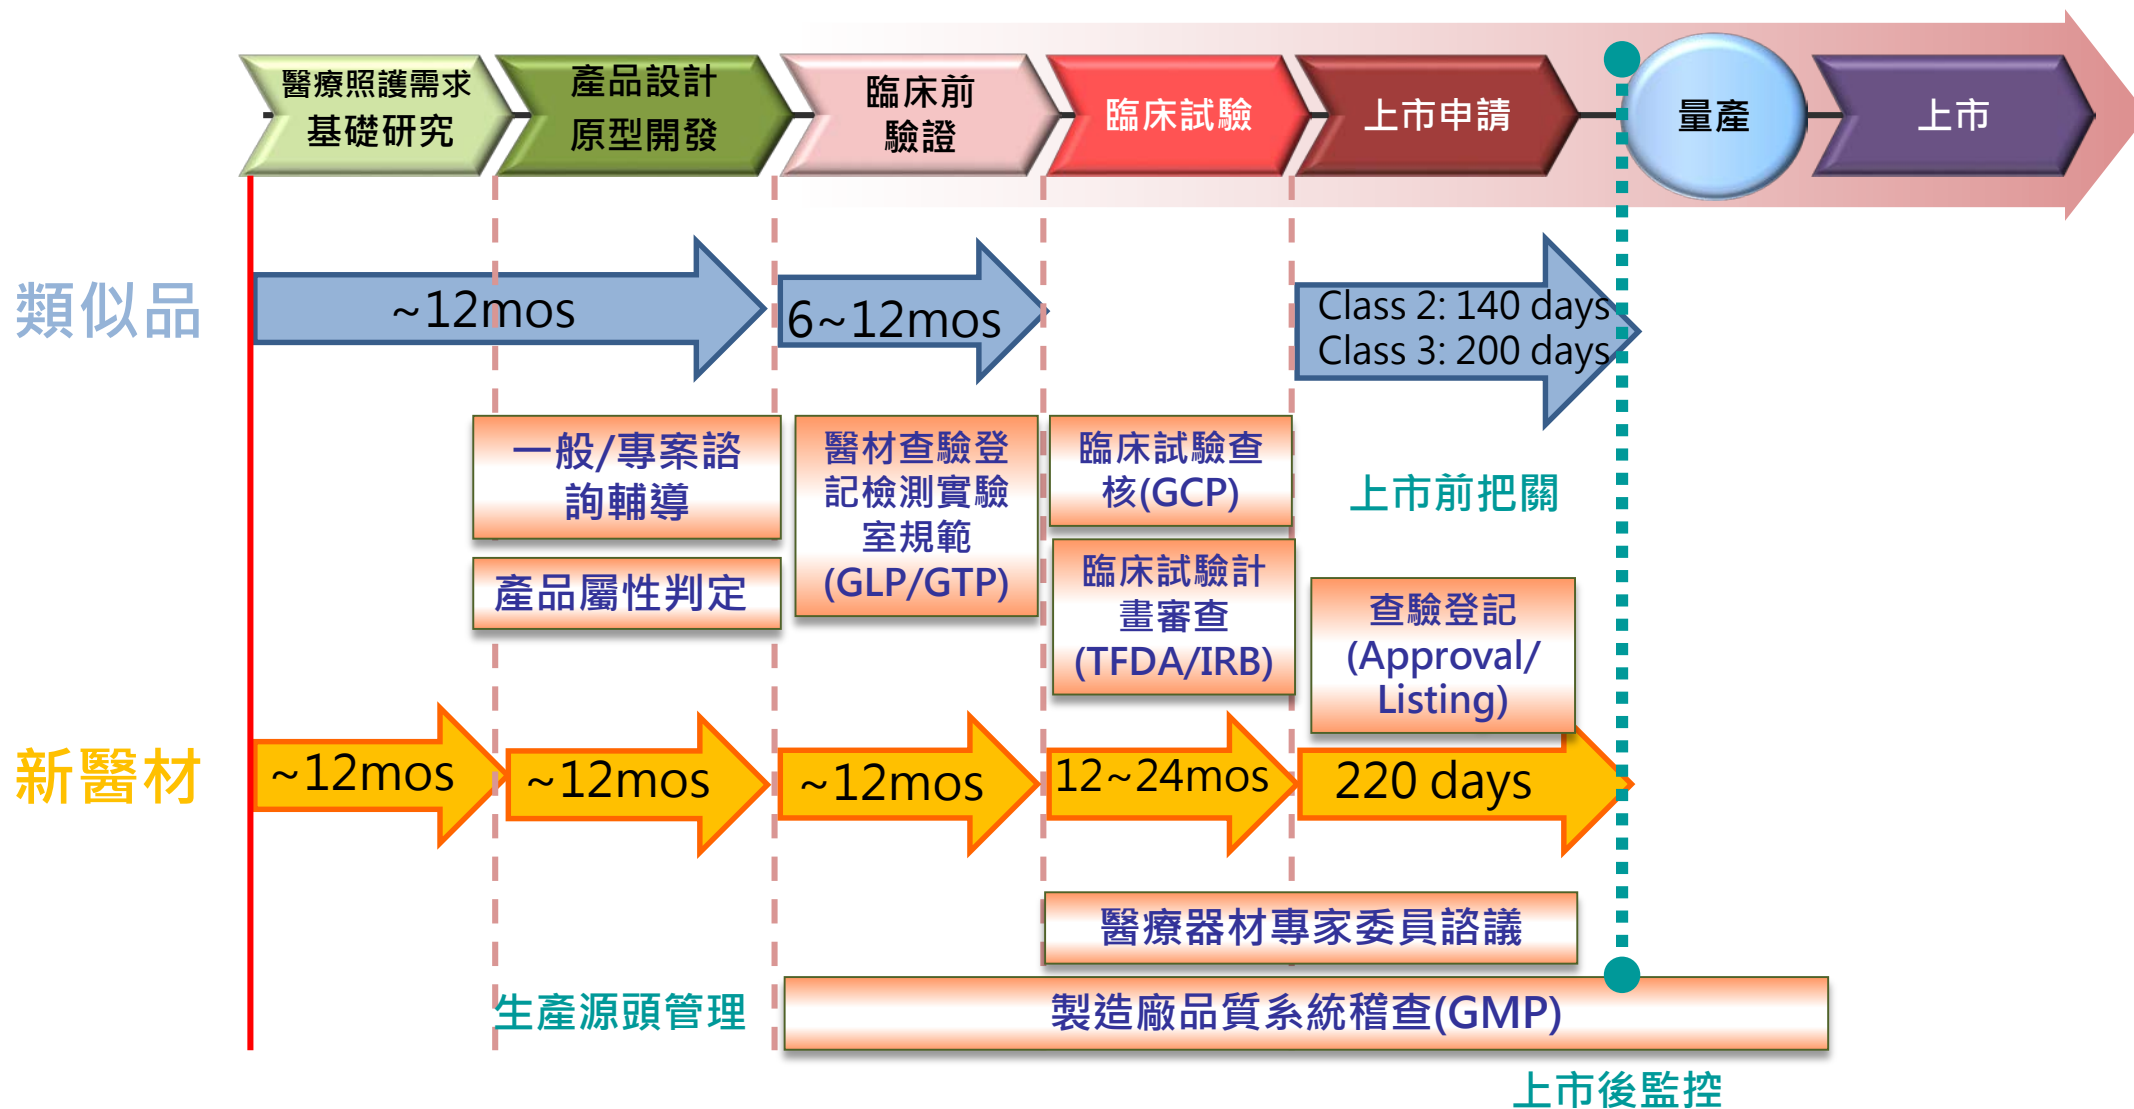 醫療照護需求
基礎研究
產品設計
原型開發
臨床前
驗證
臨床試驗
上市申請
量產
上市
類似品
~12mos
6~12mos
Class 2: 140 days
Class 3: 200 days
一般/專案諮
詢輔導
產品屬性判定
醫材查驗登
記檢測實驗
室規範
(GLP/GTP)
臨床試驗查
核(GCP)
臨床試驗計
畫審查
(TFDA/IRB)
上市前把關
查驗登記
(Approval/
Listing)
新醫材
~12mos
~12mos
~12mos
12~24mos
220 days
醫療器材專家委員諮議
生產源頭管理
製造廠品質系統稽查(GMP)
上市後監控